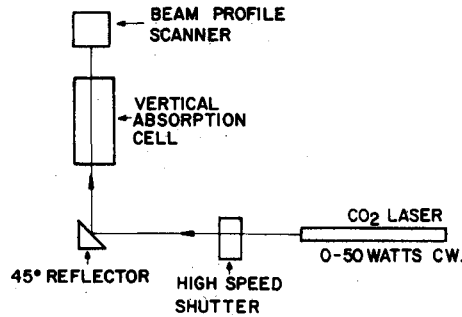 BEAM PROFILE
SCANNER
VERTICAL
ABSORPTION
CELL
CO₂ LASER
0-50 WATTS C.W.
45° REFLECTOR
HIGH SPEED
SHUTTER